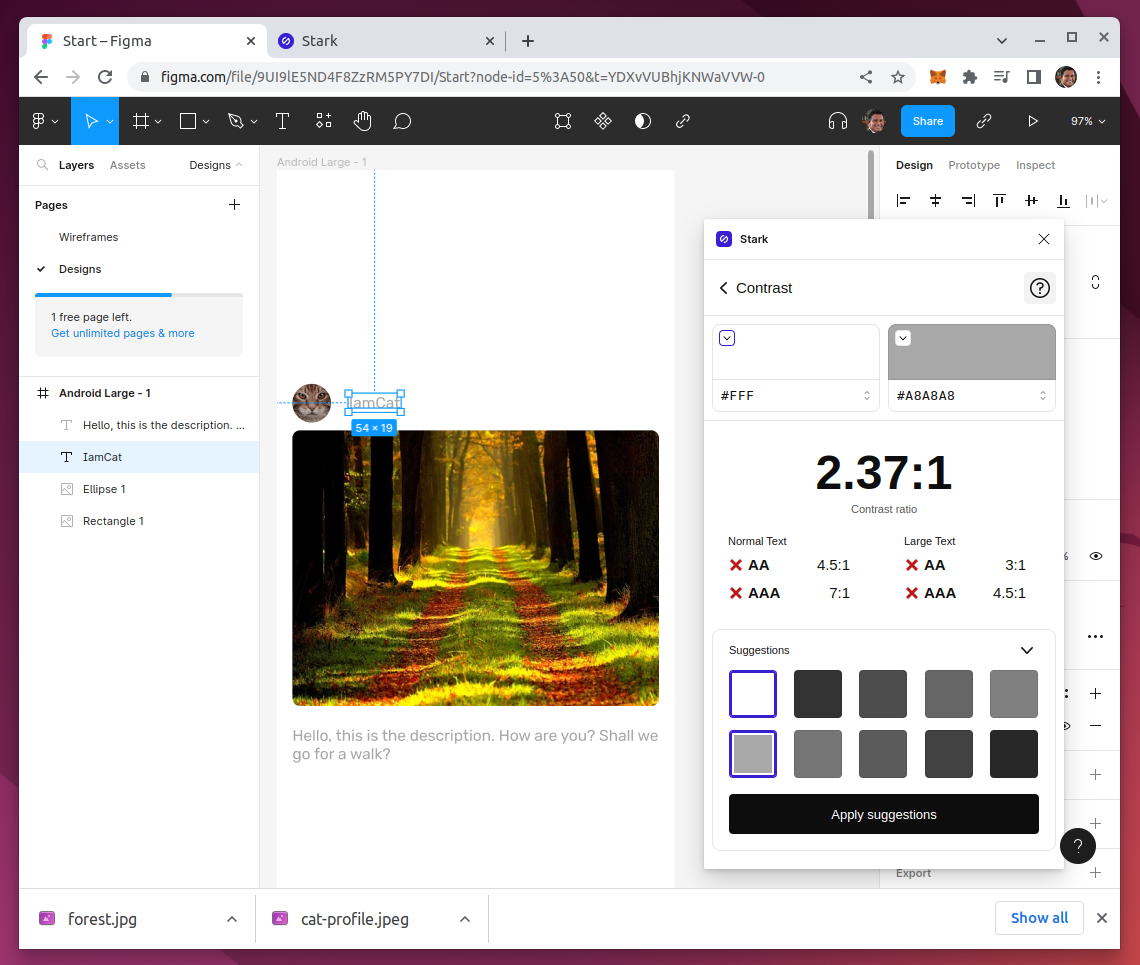 Start – Figma
Stark
figma.com/file/9UI9lE5ND4F8ZzRM5PY7DI/Start?node-id=5%3A50&t=YDXvVUBhjKNWaVVW-0
Share
97%
Layers
Assets
Designs
Pages
Wireframes
Designs
1 free page left.
Get unlimited pages & more
Android Large - 1
Hello, this is the description. ...
IamCat
Ellipse 1
Rectangle 1
Android Large - 1
IamCat
54 × 19
Hello, this is the description. How are you? Shall we
go for a walk?
Design
Prototype
Inspect
Stark
Contrast
?
#FFF
#A8A8A8
2.37:1
Contrast ratio
Normal Text
Large Text
AA
4.5:1
AA
3:1
AAA
7:1
AAA
4.5:1
Suggestions
Apply suggestions
%
Export
?
forest.jpg
cat-profile.jpeg
Show all